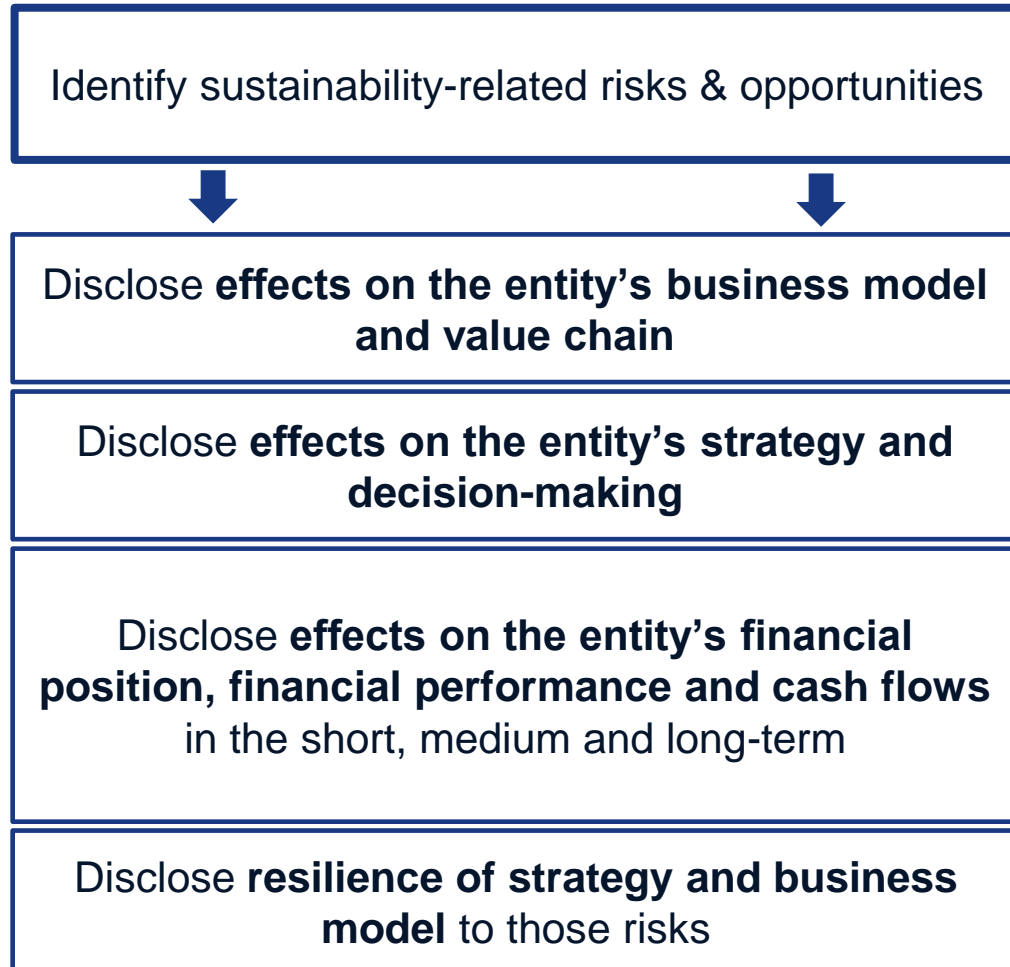 Identify sustainability-related risks & opportunities
Disclose effects on the entity’s business model
and value chain
Disclose effects on the entity’s strategy and
decision-making
Disclose effects on the entity’s financial
position, financial performance and cash flows
in the short, medium and long-term
Disclose resilience of strategy and business
model to those risks